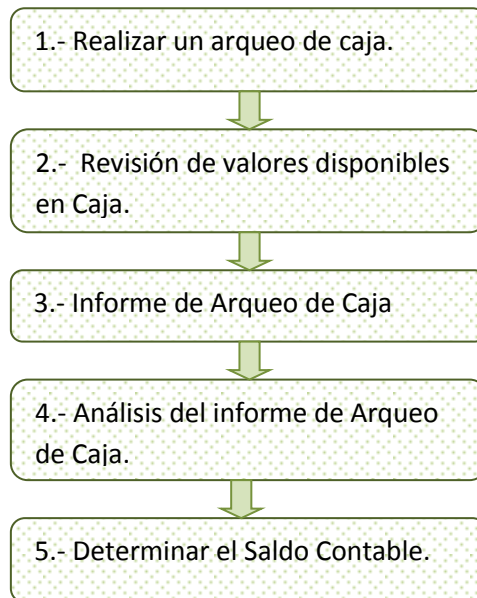 1.- Realizar un arqueo de caja.
2.- Revisión de valores disponibles
en Caja.
3.- Informe de Arqueo de Caja
4.- Análisis del informe de Arqueo
de Caja.
5.- Determinar el Saldo Contable.